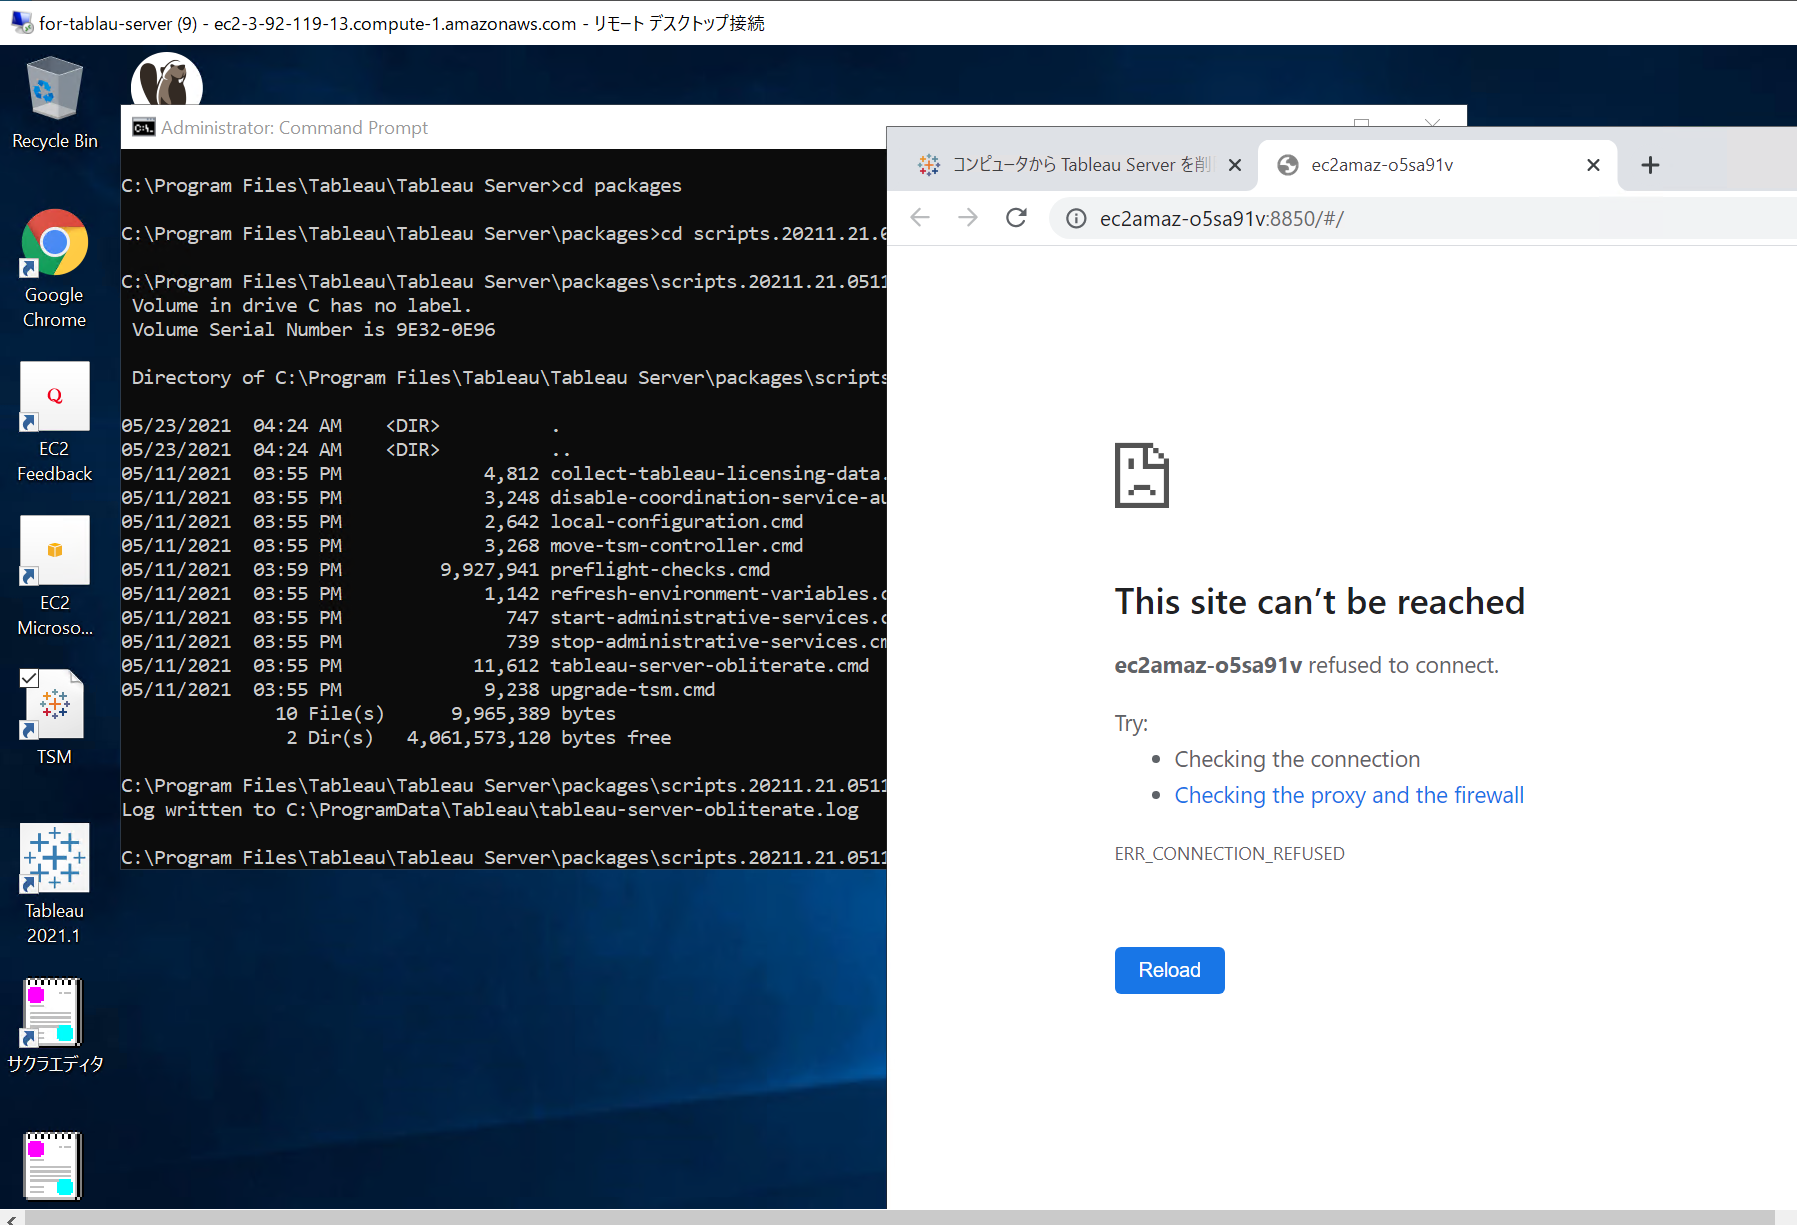 for-tablau-server (9) - ec2-3-92-119-13.compute-1.amazonaws.com - リモート デスクトップ接続
Recycle Bin
Google
Chrome
Q
EC2
Feedback
EC2
Microso...
TSM
Tableau
2021.1
サクラエディタ
C:\. Administrator: Command Prompt
C:\Program Files\Tableau\Tableau Server>cd packages
C:\Program Files\Tableau\Tableau Server\packages>cd scripts.20211.21.0
C:\Program Files\Tableau\Tableau Server\packages\scripts.20211.21.0511
Volume in drive C has no label.
Volume Serial Number is 9E32-0E96
Directory of C:\Program Files\Tableau\Tableau Server\packages\scripts
05/23/2021 04:24 AM <DIR> .
05/23/2021 04:24 AM <DIR> ..
05/11/2021 03:55 PM 4,812 collect-tableau-licensing-data.
05/11/2021 03:55 PM 3,248 disable-coordination-service-au
05/11/2021 03:55 PM 2,642 local-configuration.cmd
05/11/2021 03:55 PM 3,268 move-tsm-controller.cmd
05/11/2021 03:59 PM 9,927,941 preflight-checks.cmd
05/11/2021 03:55 PM 1,142 refresh-environment-variables.c
05/11/2021 03:55 PM 747 start-administrative-services.c
05/11/2021 03:55 PM 739 stop-administrative-services.cm
05/11/2021 03:55 PM 11,612 tableau-server-obliterate.cmd
05/11/2021 03:55 PM 9,238 upgrade-tsm.cmd
10 File(s) 9,965,389 bytes
2 Dir(s) 4,061,573,120 bytes free
C:\Program Files\Tableau\Tableau Server\packages\scripts.20211.21.0511
Log written to C:\ProgramData\Tableau\tableau-server-obliterate.log
C:\Program Files\Tableau\Tableau Server\packages\scripts.20211.21.0511
コンピュータから Tableau Server を削
ec2amaz-o5sa91v
ec2amaz-o5sa91v:8850/#/
This site can’t be reached
ec2amaz-o5sa91v refused to connect.
Try:
• Checking the connection
• Checking the proxy and the firewall
ERR_CONNECTION_REFUSED
Reload